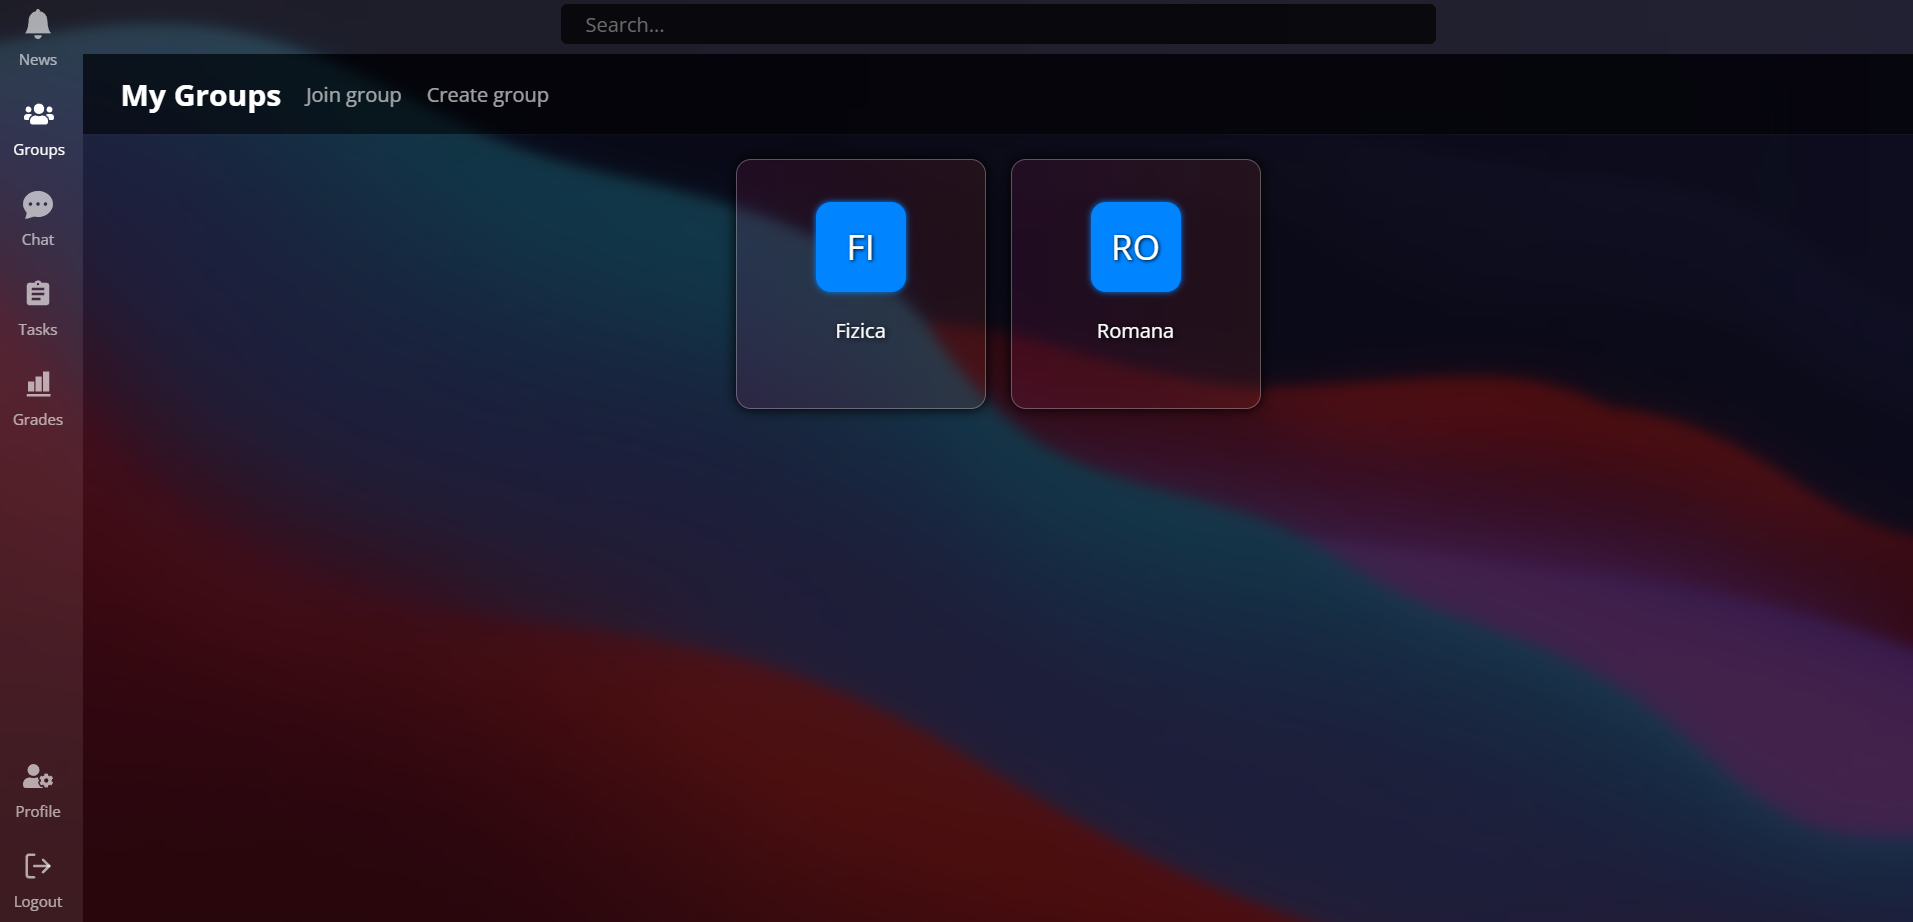 Search...
News
Groups
Chat
Tasks
Grades
Profile
Logout
My Groups Join group Create group
FI
Fizica
RO
Romana